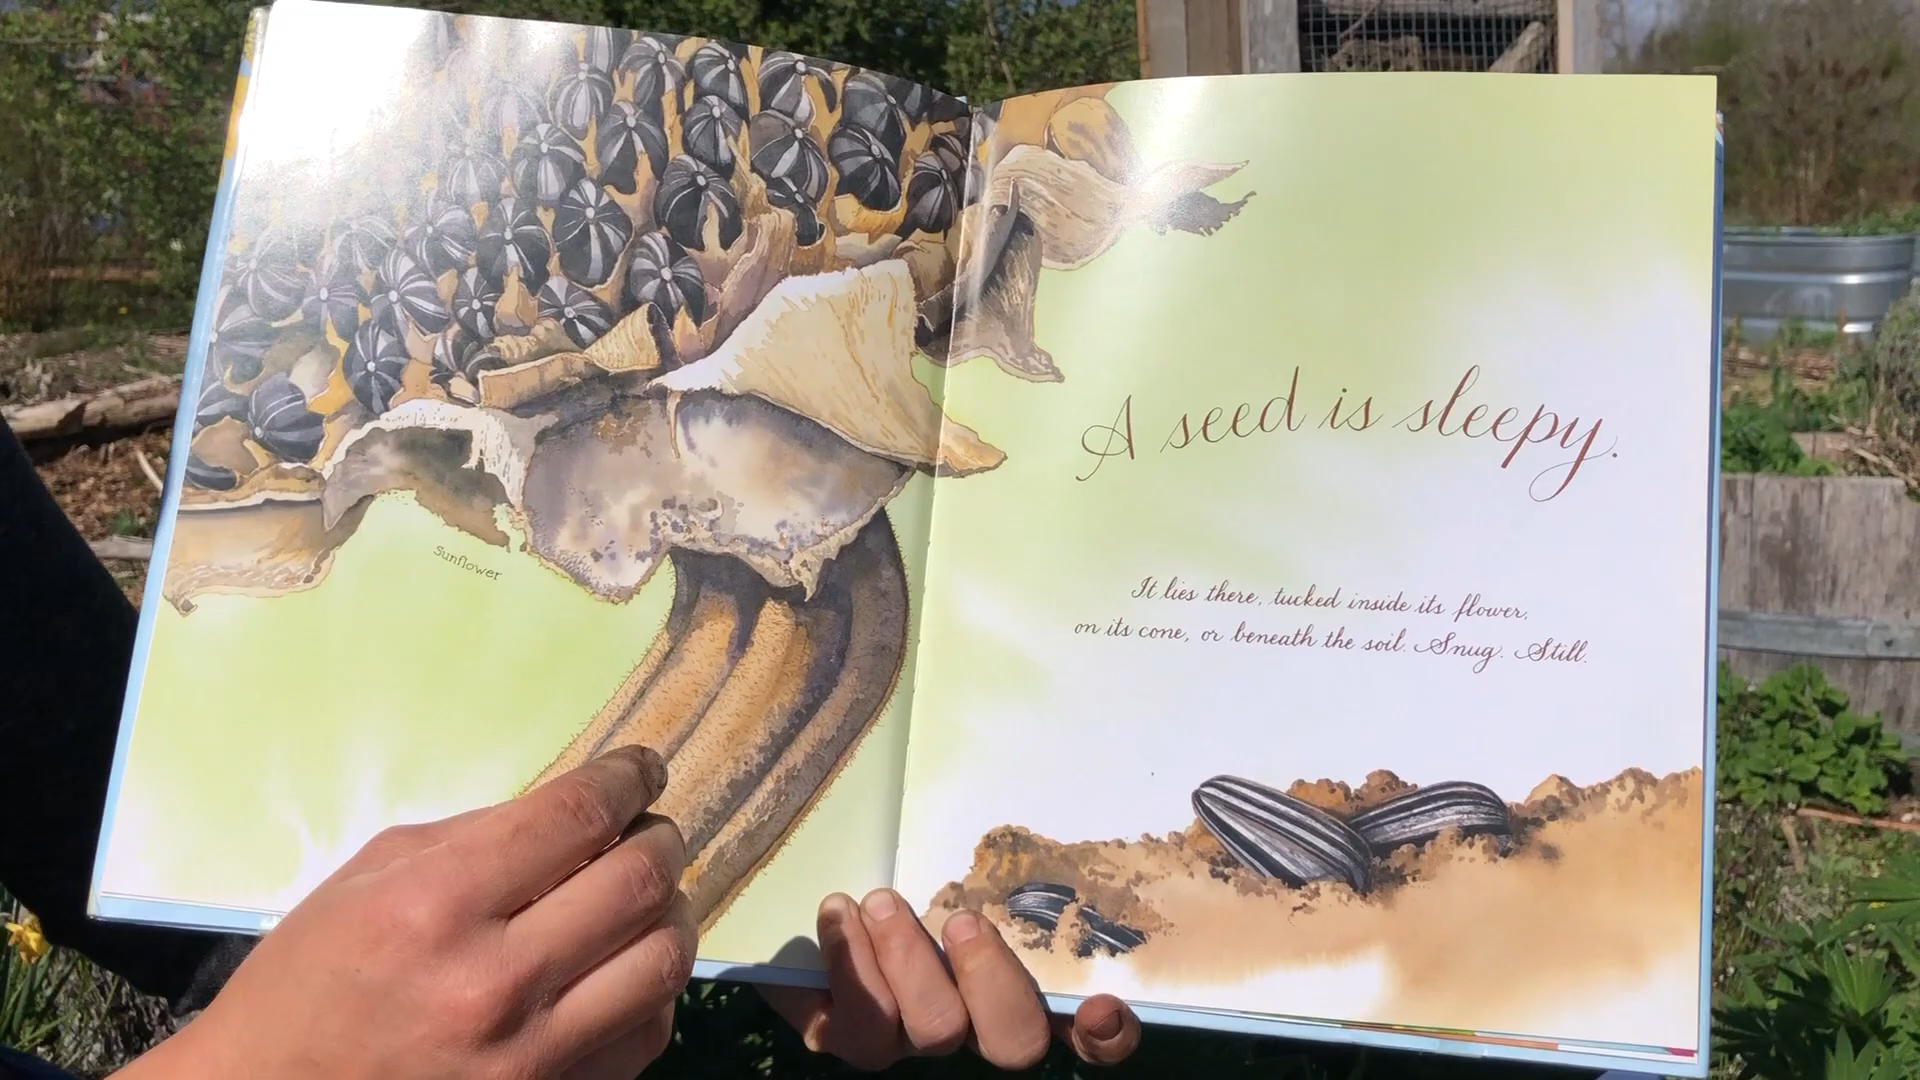 Sunflower
A seed is sleepy.
It lies there, tucked inside its flower,
on its cone, or beneath the soil. Snug. Still.